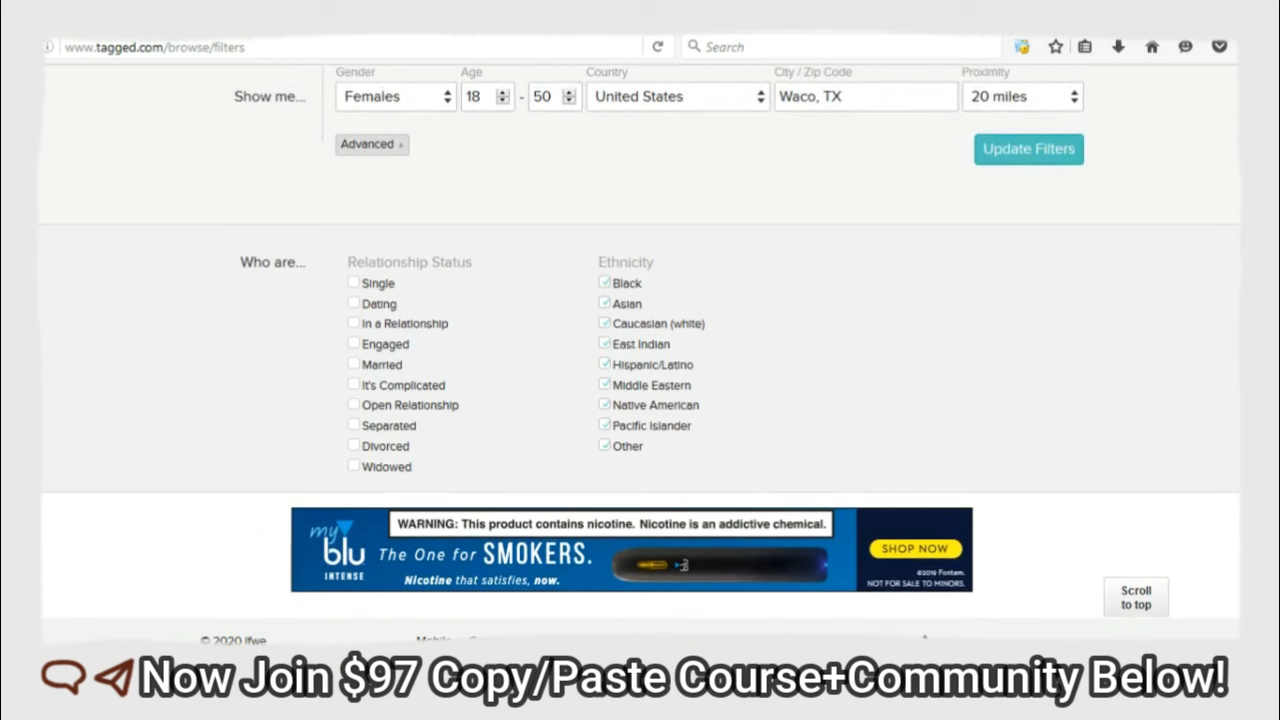 www.tagged.com/browse/filters
Search
Gender Age Country City / Zip Code Proximity
Show me... Females 18 - 50 United States Waco, TX 20 miles
Advanced
Update Filters
Who are... Relationship Status Ethnicity
Single Black
Dating Asian
In a Relationship Caucasian (white)
Engaged East Indian
Married Hispanic/Latino
It's Complicated Middle Eastern
Open Relationship Native American
Separated Pacific Islander
Divorced Other
Widowed
WARNING: This product contains nicotine. Nicotine is an addictive chemical.
my blu INTENSE
The One for SMOKERS.
Nicotine that satisfies, now.
SHOP NOW
©2019 Fontem.
NOT FOR SALE TO MINORS.
Scroll
to top
© 2020 Ifwe
Now Join $97 Copy/Paste Course+Community Below!